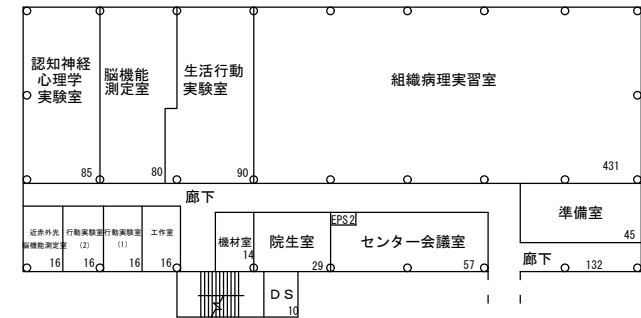 認知神経
心理学
実験室
85
脳機能
測定室
80
生活行動
実験室
90
組織病理実習室
431
廊下
近赤外光
脳機能測定室
16
行動実験室
(2)
16
行動実験室
(1)
16
工作室
16
機材室
14
院生室
29
EPS2
センター会議室
57
準備室
45
廊下
132
DS
10